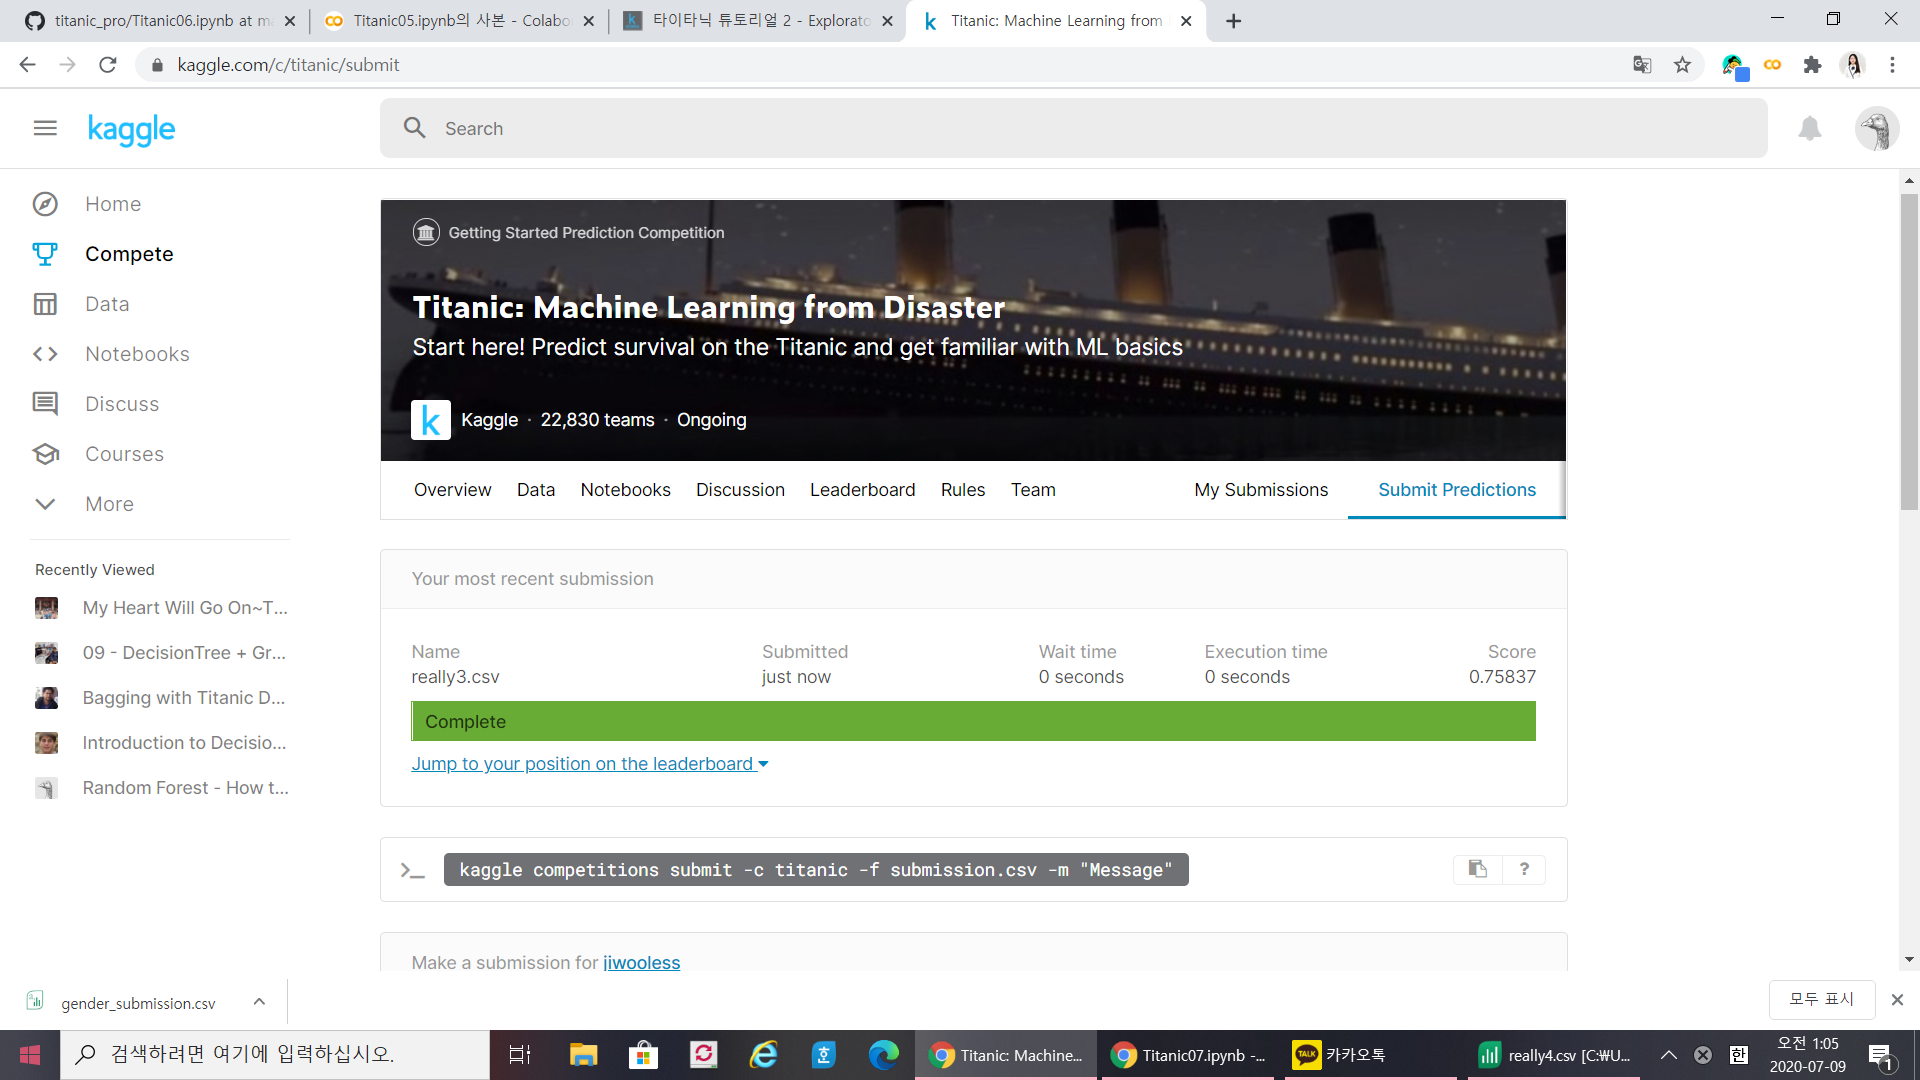 titanic_pro/Titanic06.ipynb at ma
Titanic05.ipynb의 사본 - Colabo
타이타닉 튜토리얼 2 - Explorato
Titanic: Machine Learning from
kaggle.com/c/titanic/submit
kaggle
Search
Home
Compete
Data
Notebooks
Discuss
Courses
More
Recently Viewed
My Heart Will Go On~T...
09 - DecisionTree + Gr...
Bagging with Titanic D...
Introduction to Decisio...
Random Forest - How t...
Getting Started Prediction Competition
Titanic: Machine Learning from Disaster
Start here! Predict survival on the Titanic and get familiar with ML basics
k Kaggle · 22,830 teams · Ongoing
Overview Data Notebooks Discussion Leaderboard Rules Team My Submissions Submit Predictions
Your most recent submission
Name Submitted Wait time Execution time Score
really3.csv just now 0 seconds 0 seconds 0.75837
Complete
Jump to your position on the leaderboard
>_ kaggle competitions submit -c titanic -f submission.csv -m "Message" ?
Make a submission for jiwooless
gender_submission.csv
모두 표시
검색하려면 여기에 입력하십시오.
Titanic: Machine...
Titanic07.ipynb -...
TALK 카카오톡
really4.csv [C:₩U...
한
오전 1:05
2020-07-09
1